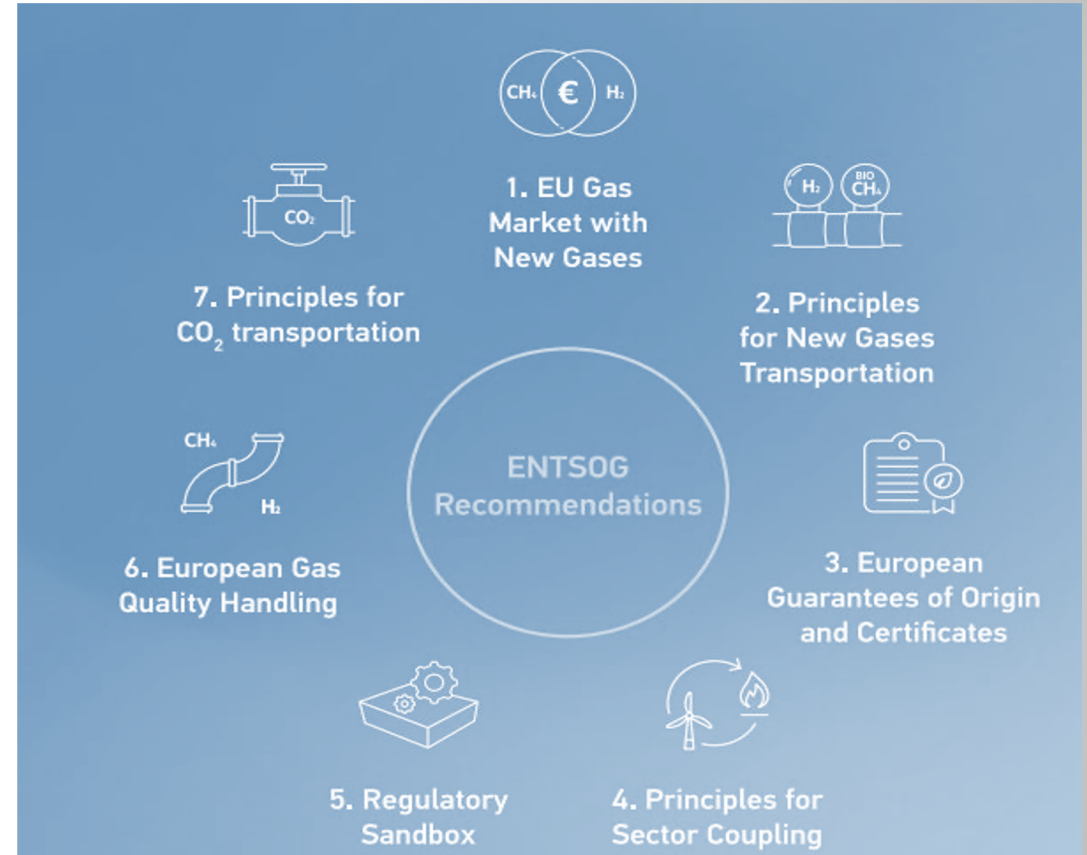 CH₄ € H₂
1. EU Gas
Market with
New Gases
H₂ BIO CH₄
2. Principles
for New Gases
Transportation
3. European
Guarantees of Origin
and Certificates
4. Principles for
Sector Coupling
5. Regulatory
Sandbox
CH₄
H₂
6. European Gas
Quality Handling
CO₂
7. Principles for
CO₂ transportation
ENTSOG
Recommendations